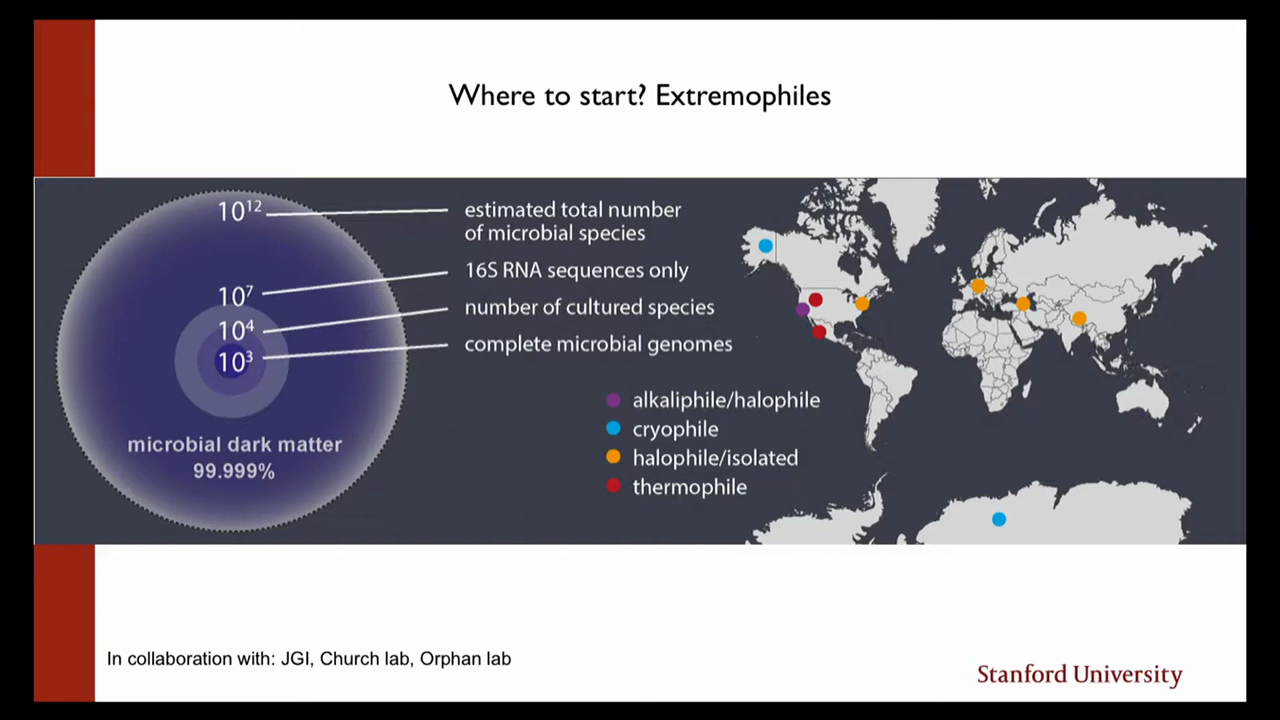 Where to start? Extremophiles
10¹²
estimated total number
of microbial species
10⁷
16S RNA sequences only
10⁴
number of cultured species
10³
complete microbial genomes
microbial dark matter
99.999%
alkaliphile/halophile
cryophile
halophile/isolated
thermophile
In collaboration with: JGI, Church lab, Orphan lab
Stanford University